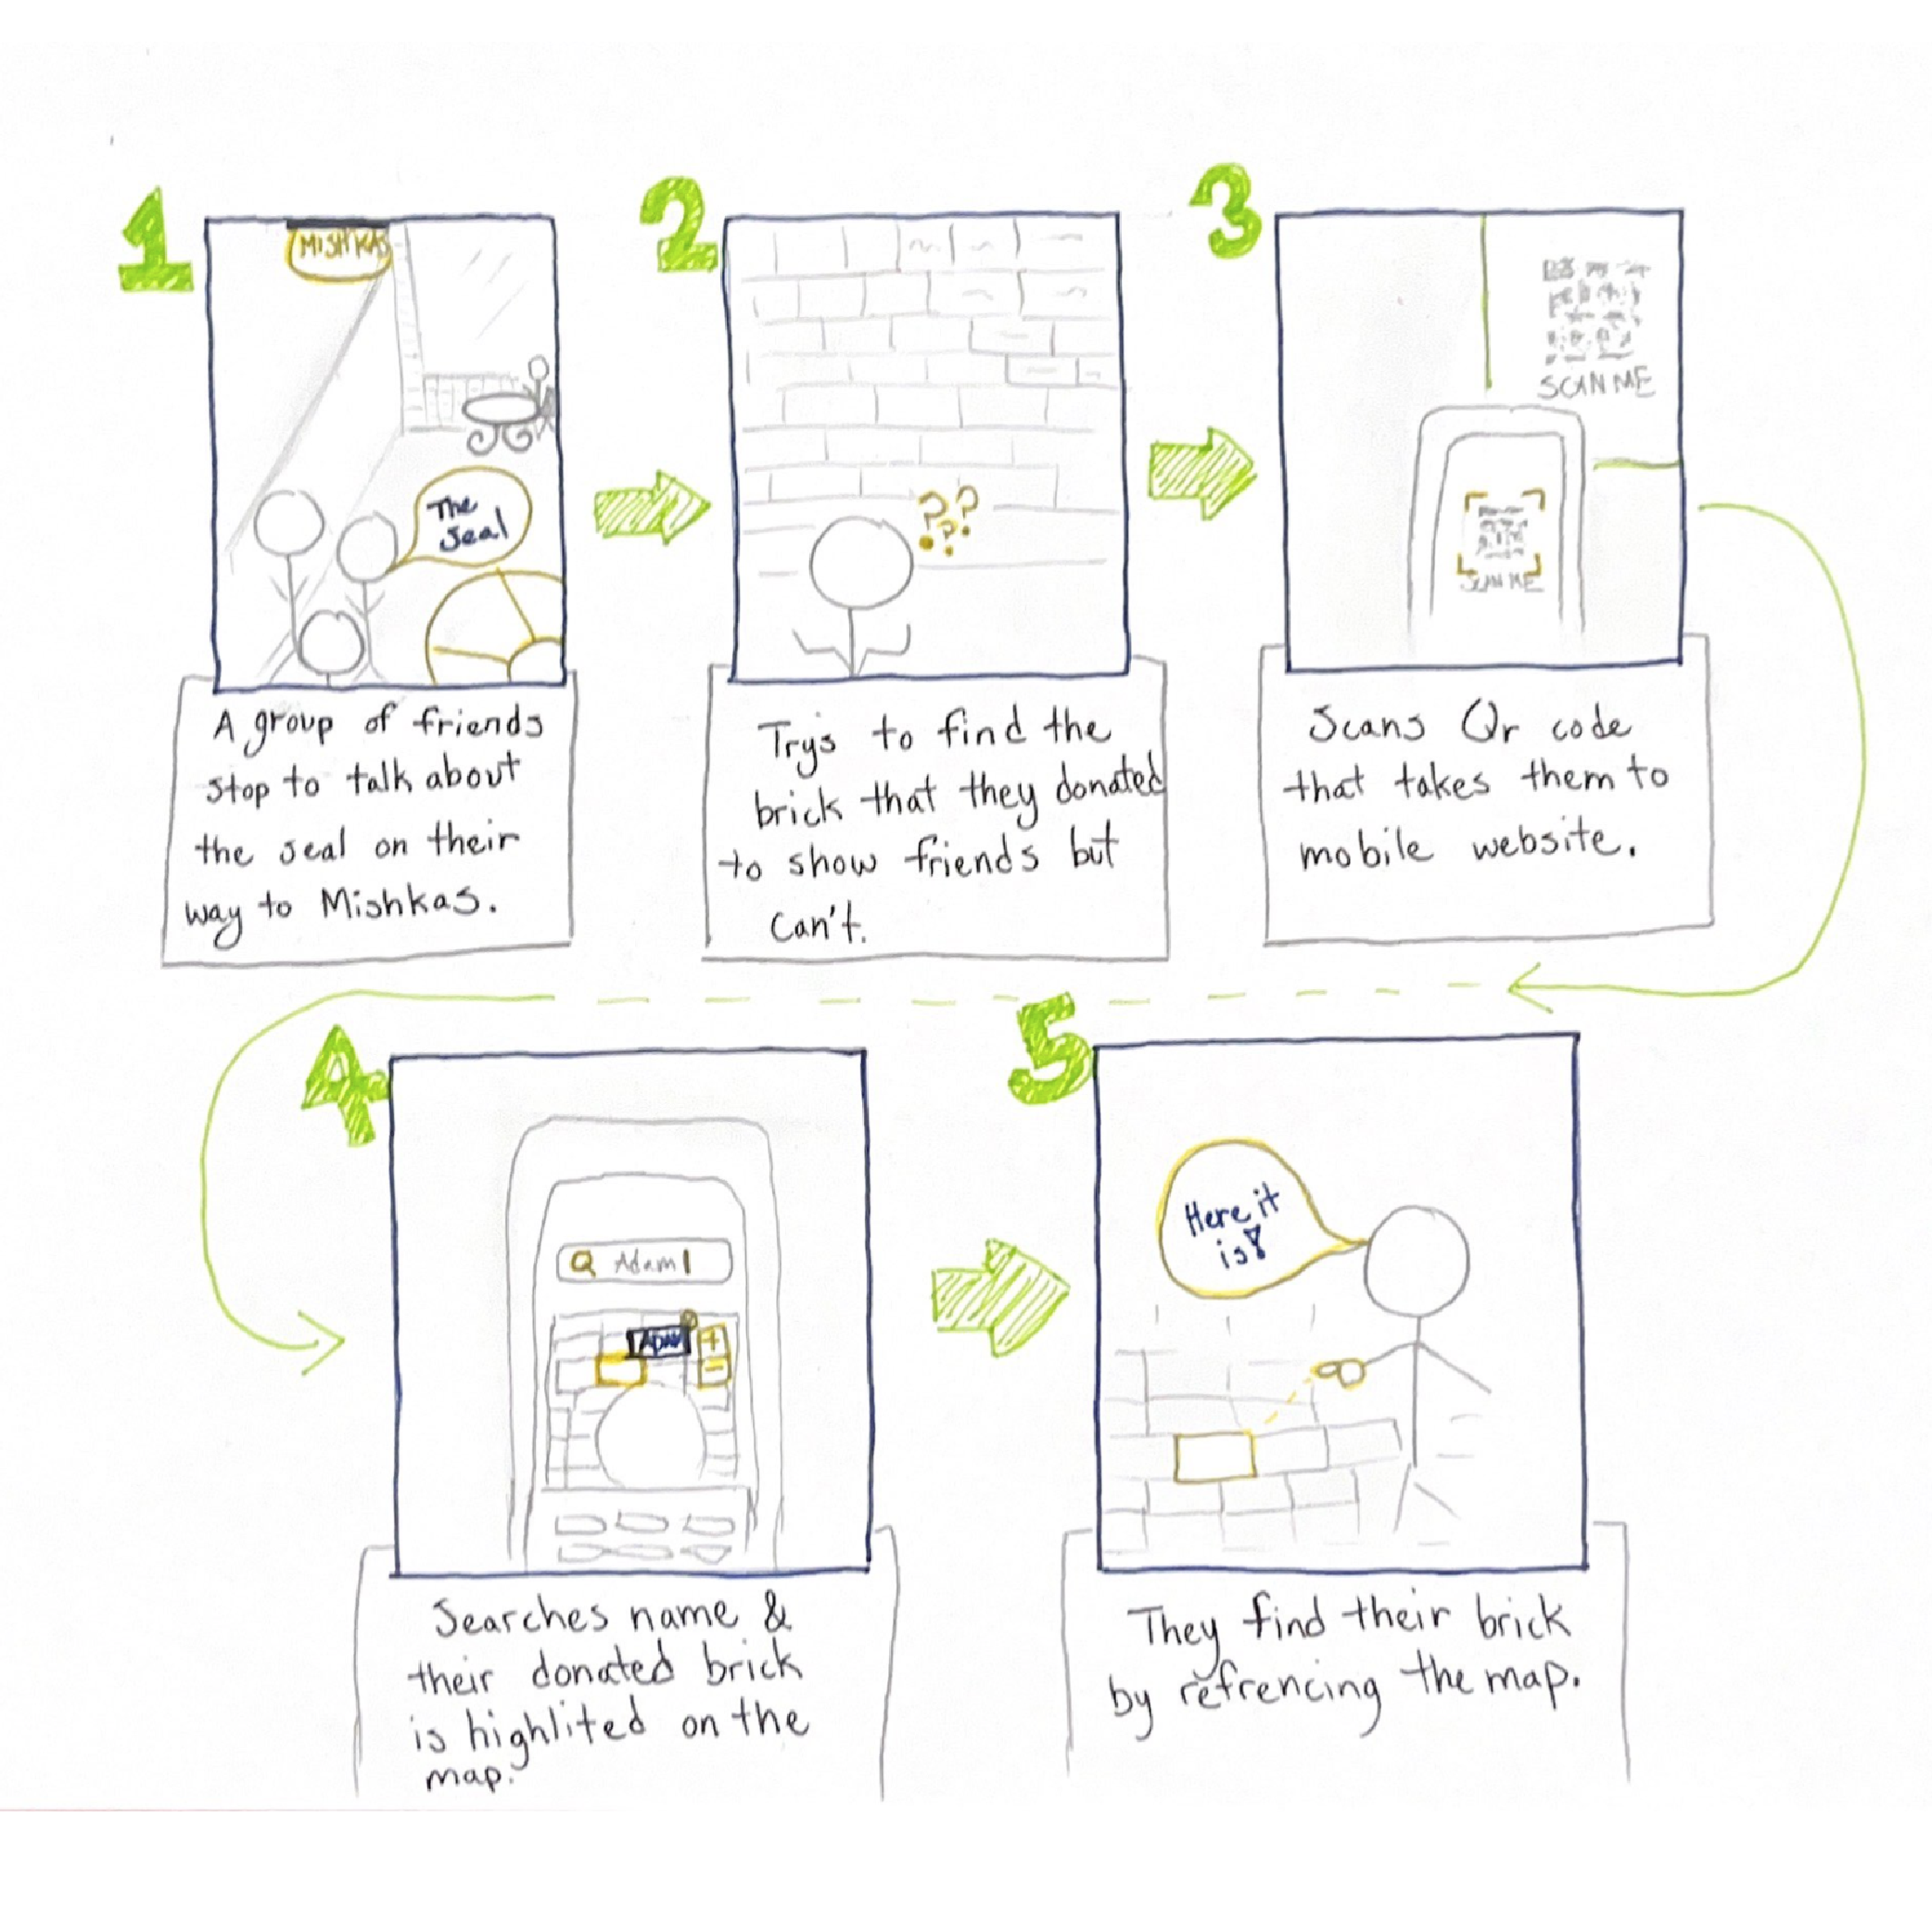 1
MISHKAS
The
Seal
A group of friends
stop to talk about
the seal on their
way to Mishkas.
2
???
Trys to find the
brick that they donated
to show friends but
can't.
3
SCAN ME
SCAN ME
Scans Qr code
that takes them to
mobile website.
4
Adam
ADAM
+
-
Searches name &
their donated brick
is highlited on the
map.
5
Here it
is!
They find their brick
by refrencing the map.